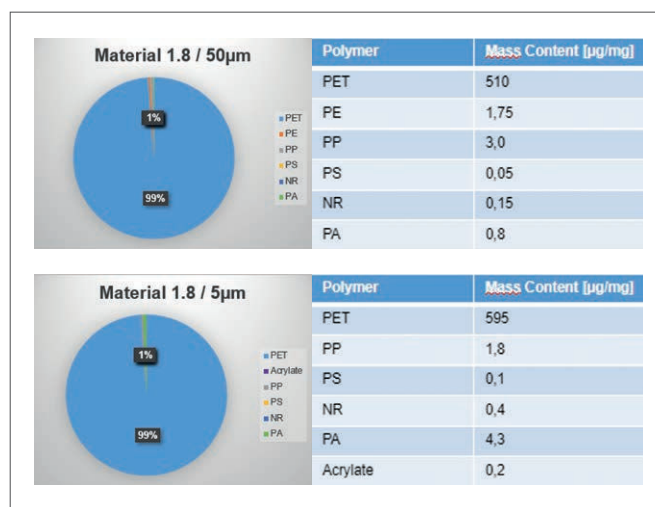 Material 1.8 / 50µm
1%
99%
PET
PE
PP
PS
NR
PA
Polymer Mass Content [µg/mg]
PET 510
PE 1,75
PP 3,0
PS 0,05
NR 0,15
PA 0,8
Material 1.8 / 5µm
1%
99%
PET
Acrylate
PP
PS
NR
PA
Polymer Mass Content [µg/mg]
PET 595
PP 1,8
PS 0,1
NR 0,4
PA 4,3
Acrylate 0,2